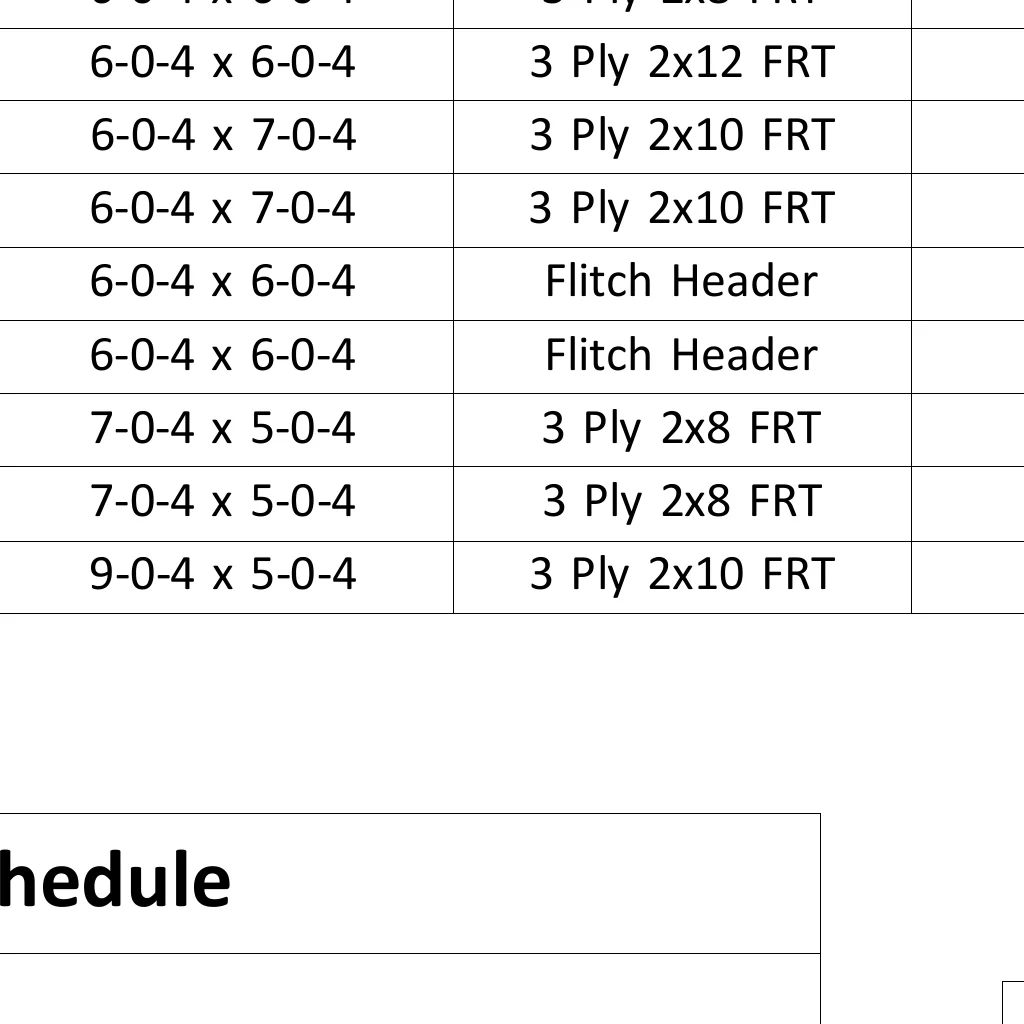 6-0-4 x 6-0-4 3 Ply 2x12 FRT
6-0-4 x 7-0-4 3 Ply 2x10 FRT
6-0-4 x 7-0-4 3 Ply 2x10 FRT
6-0-4 x 6-0-4 Flitch Header
6-0-4 x 6-0-4 Flitch Header
7-0-4 x 5-0-4 3 Ply 2x8 FRT
7-0-4 x 5-0-4 3 Ply 2x8 FRT
9-0-4 x 5-0-4 3 Ply 2x10 FRT
hedule